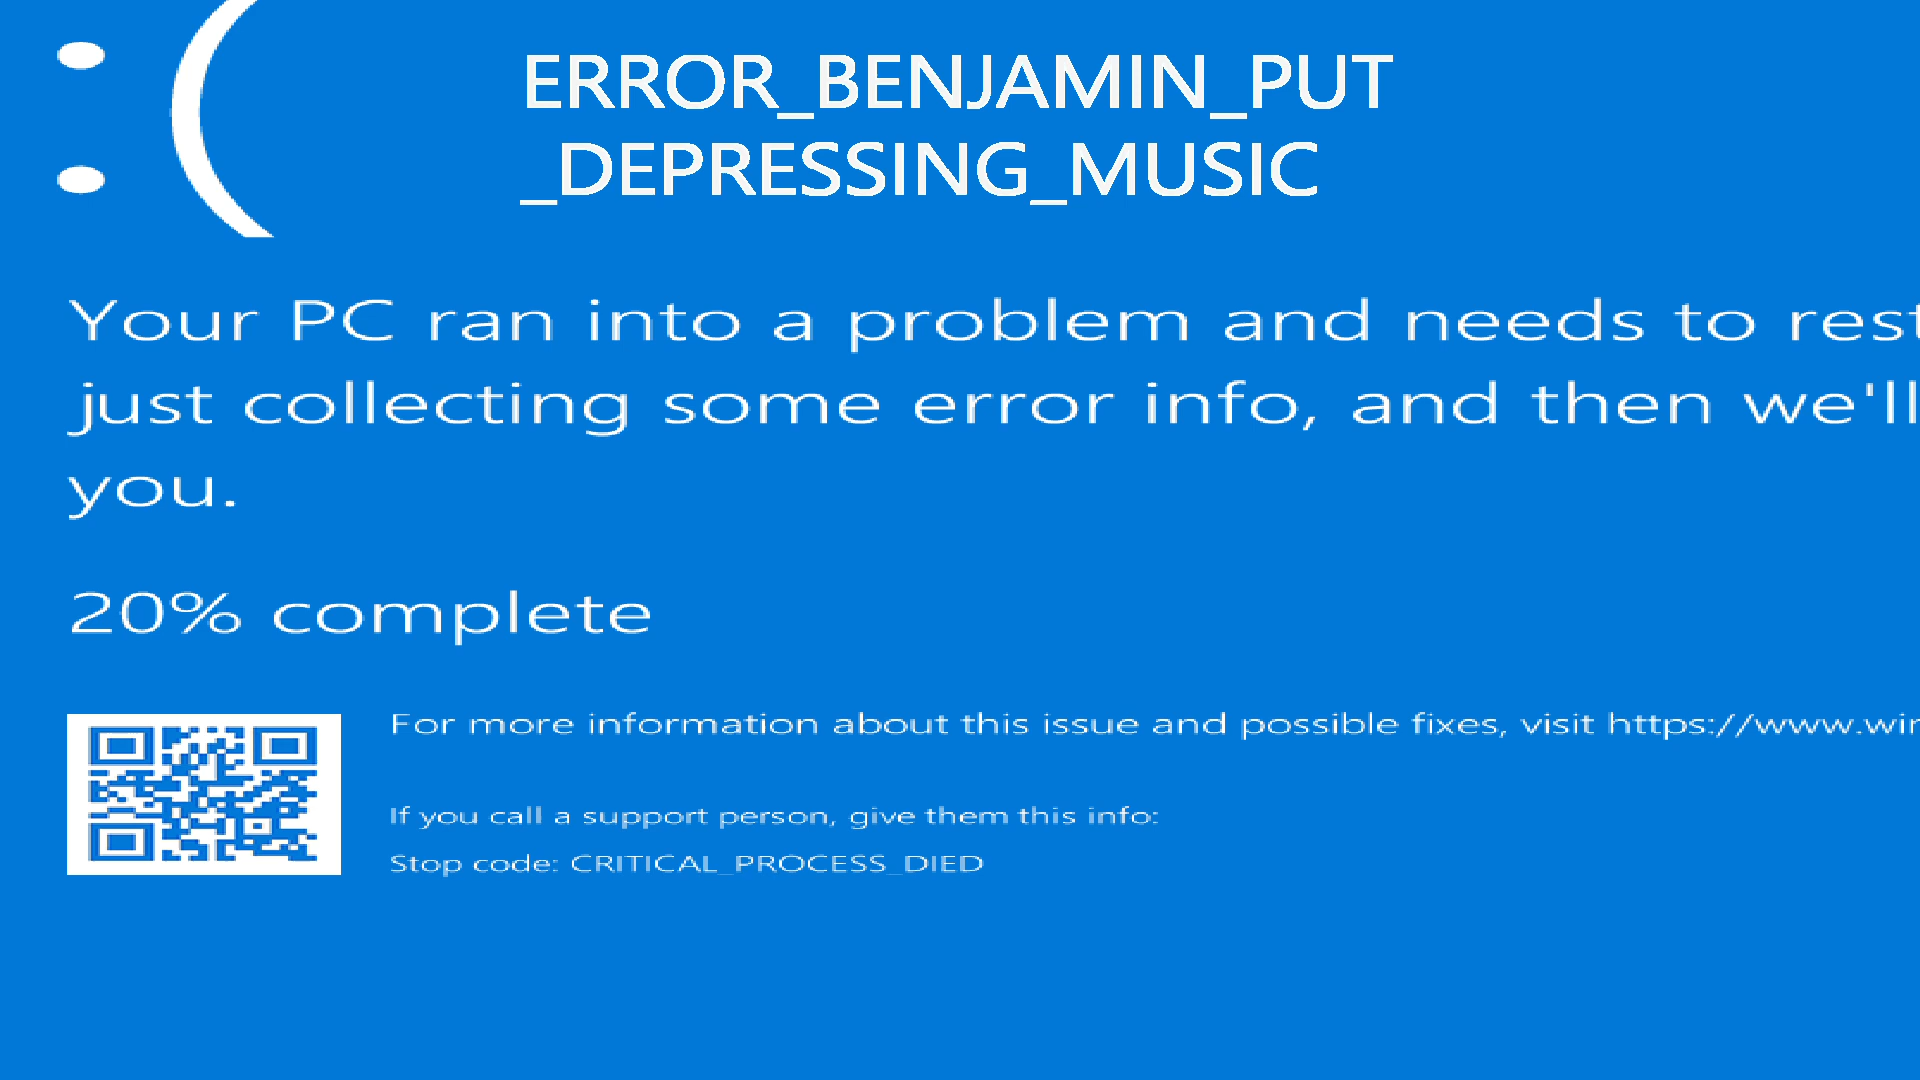 :(
ERROR_BENJAMIN_PUT
_DEPRESSING_MUSIC
Your PC ran into a problem and needs to rest
just collecting some error info, and then we'll
you.
20% complete
For more information about this issue and possible fixes, visit https://www.win
If you call a support person, give them this info:
Stop code: CRITICAL_PROCESS_DIED